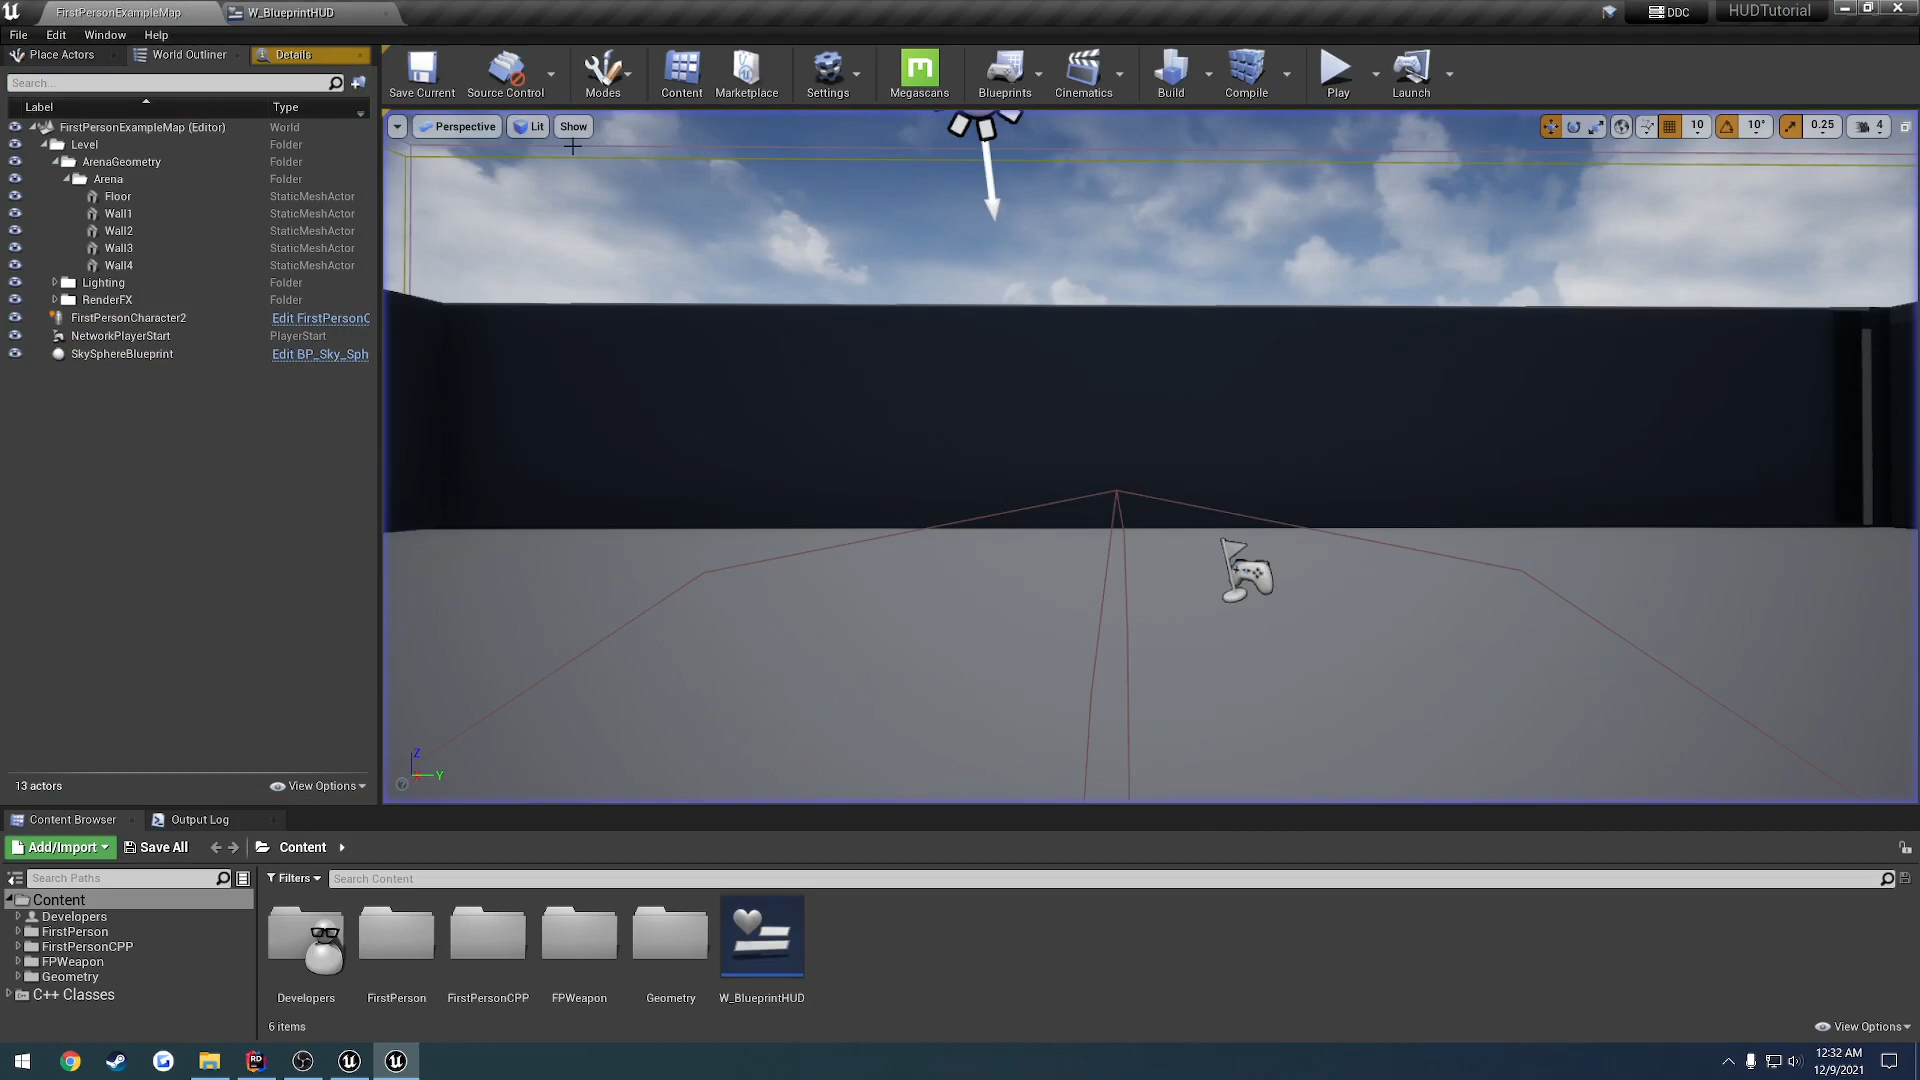 FirstPersonExampleMap
W_BlueprintHUD
DDC
HUDTutorial
File
Edit
Window
Help
Place Actors
World Outliner
Details
Search...
Label
Type
FirstPersonExampleMap (Editor)
World
Level
Folder
ArenaGeometry
Folder
Arena
Folder
Floor
StaticMeshActor
Wall1
StaticMeshActor
Wall2
StaticMeshActor
Wall3
StaticMeshActor
Wall4
StaticMeshActor
Lighting
Folder
RenderFX
Folder
FirstPersonCharacter2
Edit FirstPersonC
NetworkPlayerStart
PlayerStart
SkySphereBlueprint
Edit BP_Sky_Sph
13 actors
View Options
Save Current
Source Control
Modes
Content
Marketplace
Settings
Megascans
Blueprints
Cinematics
Build
Compile
Play
Launch
Perspective
Lit
Show
10
10°
0.25
4
Z
Y
Content Browser
Output Log
Add/Import
Save All
Content
Search Paths
Filters
Search Content
Content
Developers
FirstPerson
FirstPersonCPP
FPWeapon
Geometry
C++ Classes
Developers
FirstPerson
FirstPersonCPP
FPWeapon
Geometry
W_BlueprintHUD
6 items
View Options
RD
12:32 AM
12/9/2021